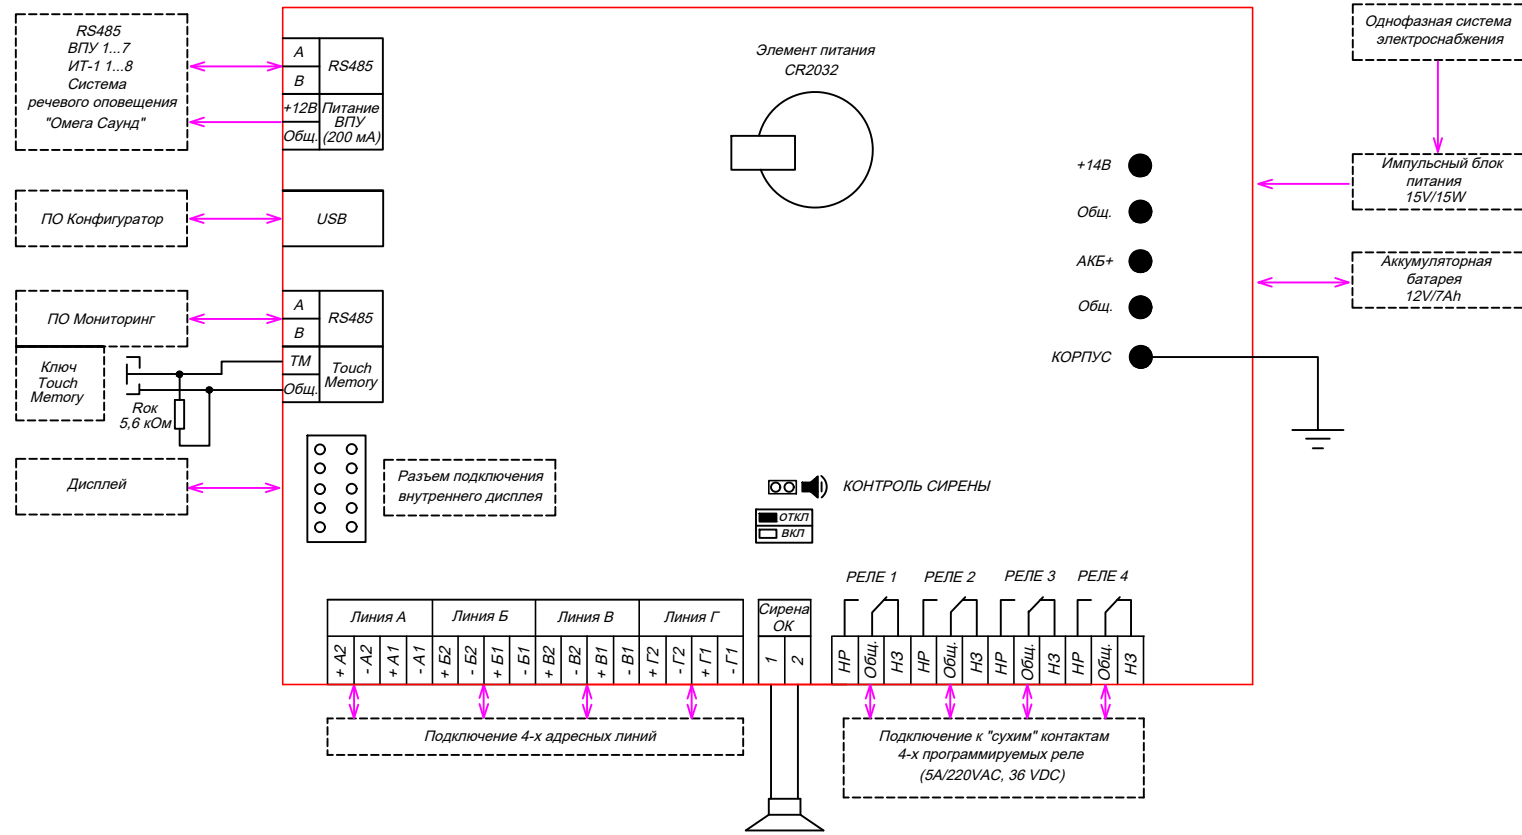 RS485
ВПУ 1...7
ИТ-1 1...8
Система
речевого оповещения
"Омега Саунд"
A
B
RS485
+12В
Общ.
Питание
ВПУ
(200 мА)
Элемент питания
CR2032
Однофазная система
электроснабжения
+14В
Общ.
АКБ+
Общ.
КОРПУС
Импульсный блок
питания
15V/15W
Аккумуляторная
батарея
12V/7Ah
ПО Конфигуратор
USB
ПО Мониторинг
A
B
RS485
Ключ
Touch
Memory
ТМ
Общ.
Touch
Memory
Rок
5,6 кОм
Дисплей
Разъем подключения
внутреннего дисплея
КОНТРОЛЬ СИРЕНЫ
ОТКЛ
ВКЛ
РЕЛЕ 1 РЕЛЕ 2 РЕЛЕ 3 РЕЛЕ 4
Линия А Линия Б Линия В Линия Г
Сирена
ОК
+ А2 - А2 + А1 - А1 + Б2 - Б2 + Б1 - Б1 + В2 - В2 + В1 - В1 + Г2 - Г2 + Г1 - Г1
1 2
НР Общ. НЗ НР Общ. НЗ НР Общ. НЗ НР Общ. НЗ
Подключение 4-х адресных линий
Подключение к "сухим" контактам
4-х программируемых реле
(5А/220VAC, 36 VDC)